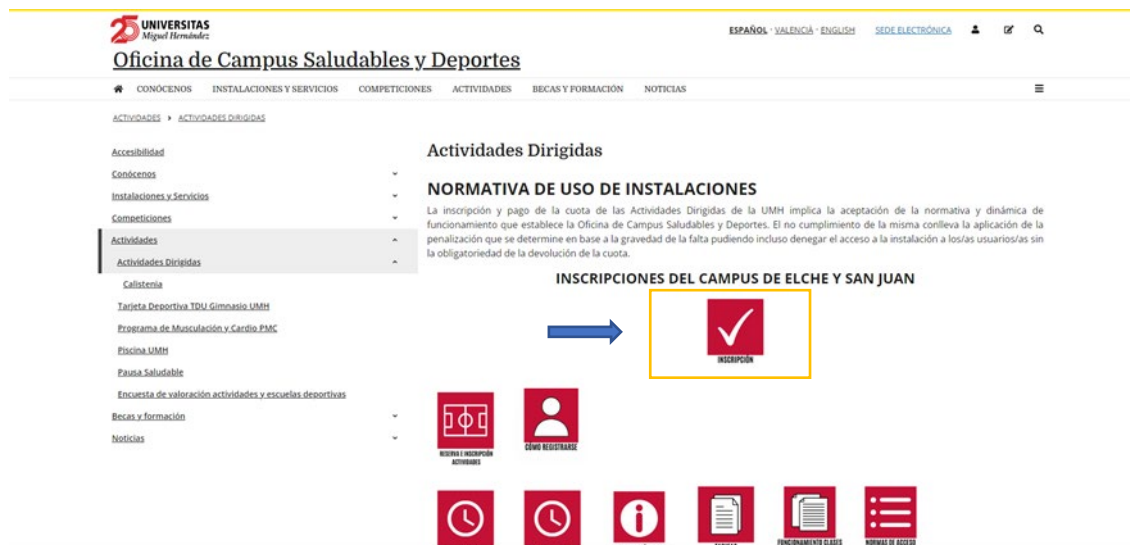 25 UNIVERSITAS
Miguel Hernández
ESPAÑOL · VALENCIÀ · ENGLISH SEDE ELECTRÓNICA
Oficina de Campus Saludables y Deportes
CONÓCENOS INSTALACIONES Y SERVICIOS COMPETICIONES ACTIVIDADES BECAS Y FORMACIÓN NOTICIAS
ACTIVIDADES › ACTIVIDADES DIRIGIDAS
Accesibilidad
Conócenos
Instalaciones y Servicios
Competiciones
Actividades
Actividades Dirigidas
Calistenia
Tarjeta Deportiva TDU Gimnasio UMH
Programa de Musculación y Cardio PMC
Piscina UMH
Pausa Saludable
Encuesta de valoración actividades y escuelas deportivas
Becas y formación
Noticias
Actividades Dirigidas
NORMATIVA DE USO DE INSTALACIONES
La inscripción y pago de la cuota de las Actividades Dirigidas de la UMH implica la aceptación de la normativa y dinámica de
funcionamiento que establece la Oficina de Campus Saludables y Deportes. El no cumplimiento de la misma conlleva la aplicación de la
penalización que se determine en base a la gravedad de la falta pudiendo incluso denegar el acceso a la instalación a los/as usuarios/as sin
la obligatoriedad de la devolución de la cuota.
INSCRIPCIONES DEL CAMPUS DE ELCHE Y SAN JUAN
INSCRIPCIÓN
RESERVA E INSCRIPCIÓN
ACTIVIDADES
CÓMO REGISTRARSE
FUNCIONAMIENTO CLASES
NORMAS DE ACCESO